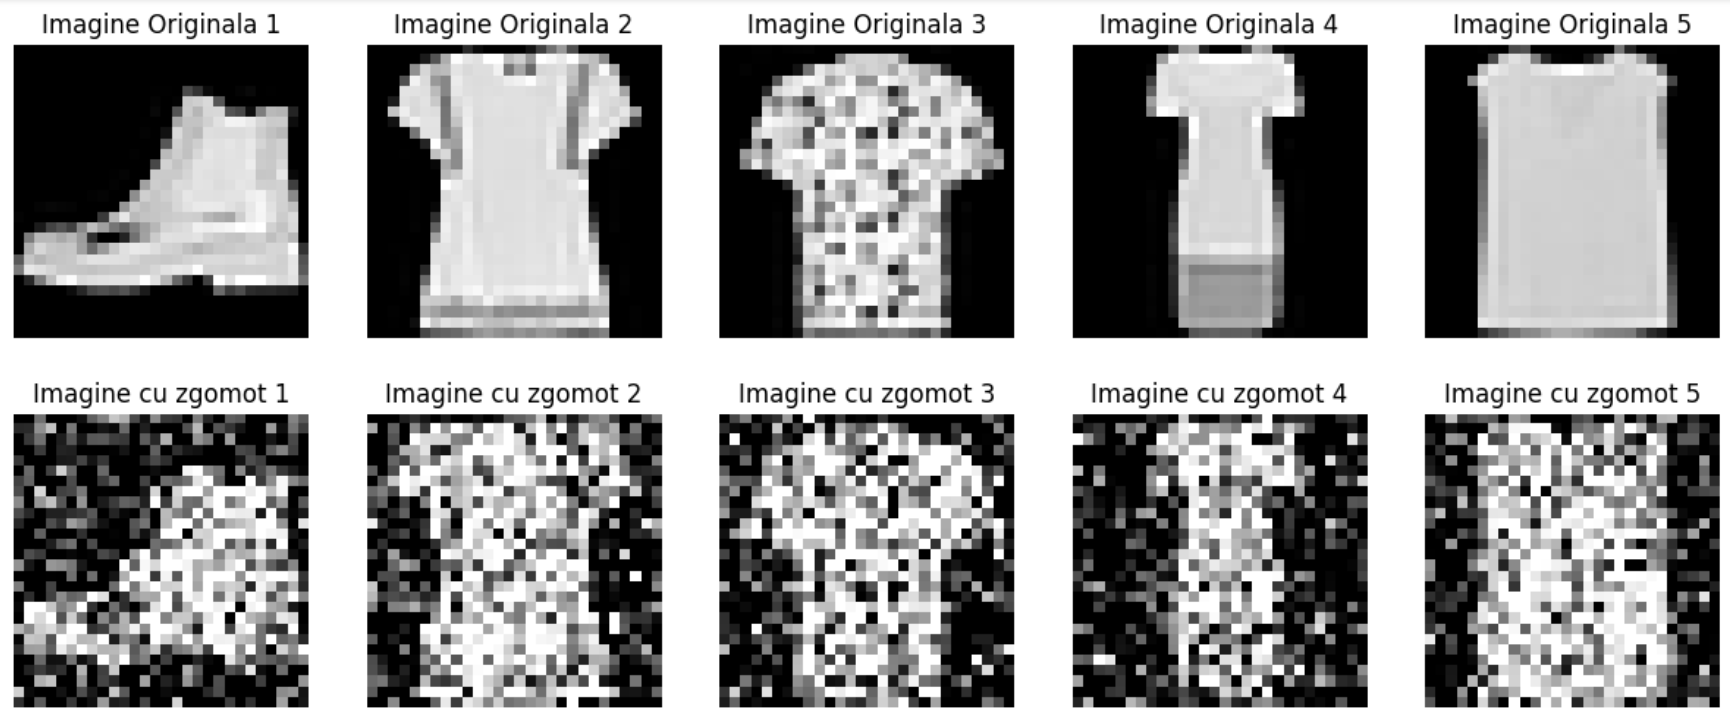 Imagine Originala 1
Imagine Originala 2
Imagine Originala 3
Imagine Originala 4
Imagine Originala 5
Imagine cu zgomot 1
Imagine cu zgomot 2
Imagine cu zgomot 3
Imagine cu zgomot 4
Imagine cu zgomot 5